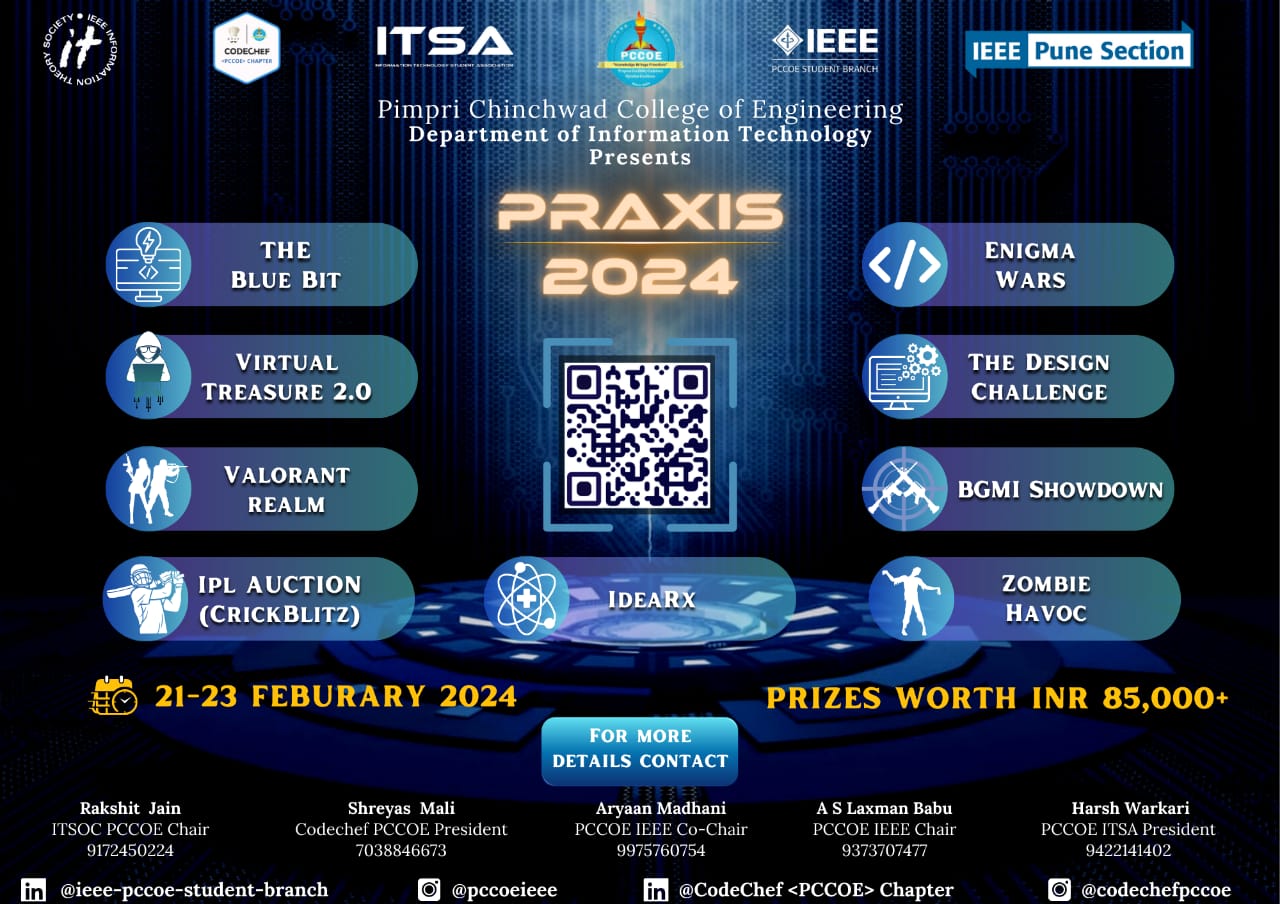 SOCIETY • IEEE INFORMATION THEORY
it
CODECHEF
<PCCOE> CHAPTER
ITSA
INFORMATION TECHNOLOGY STUDENT ASSOCIATION
PCCOE
"Knowledge Brings Freedom"
IEEE
PCCOE STUDENT BRANCH
IEEE Pune Section
Pimpri Chinchwad College of Engineering
Department of Information Technology
Presents
PRAXIS
2024
THE
BLUE BIT
VIRTUAL
TREASURE 2.0
VALORANT
REALM
IPL AUCTION
(CRICKBLITZ)
IDEARX
ENIGMA
WARS
THE DESIGN
CHALLENGE
BGMI SHOWDOWN
ZOMBIE
HAVOC
21-23 FEBURARY 2024
PRIZES WORTH INR 85,000+
FOR MORE
DETAILS CONTACT
Rakshit Jain
ITSOC PCCOE Chair
9172450224
Shreyas Mali
Codechef PCCOE President
7038846673
Aryaan Madhani
PCCOE IEEE Co-Chair
9975760754
A S Laxman Babu
PCCOE IEEE Chair
9373707477
Harsh Warkari
PCCOE ITSA President
9422141402
in @ieee-pccoe-student-branch
@pccoeieee
in @CodeChef <PCCOE> Chapter
@codechefpccoe